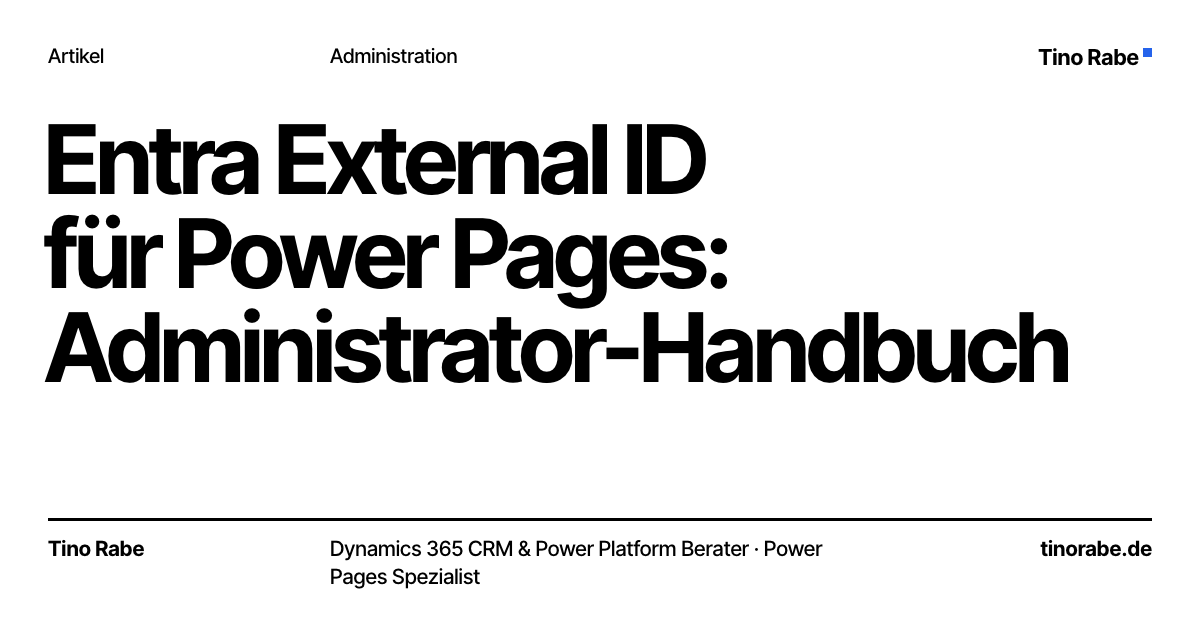 Artikel
Administration
Tino Rabe
Entra External ID
für Power Pages:
Administrator-Handbuch
Tino Rabe
Dynamics 365 CRM & Power Platform Berater · Power
Pages Spezialist
tinorabe.de